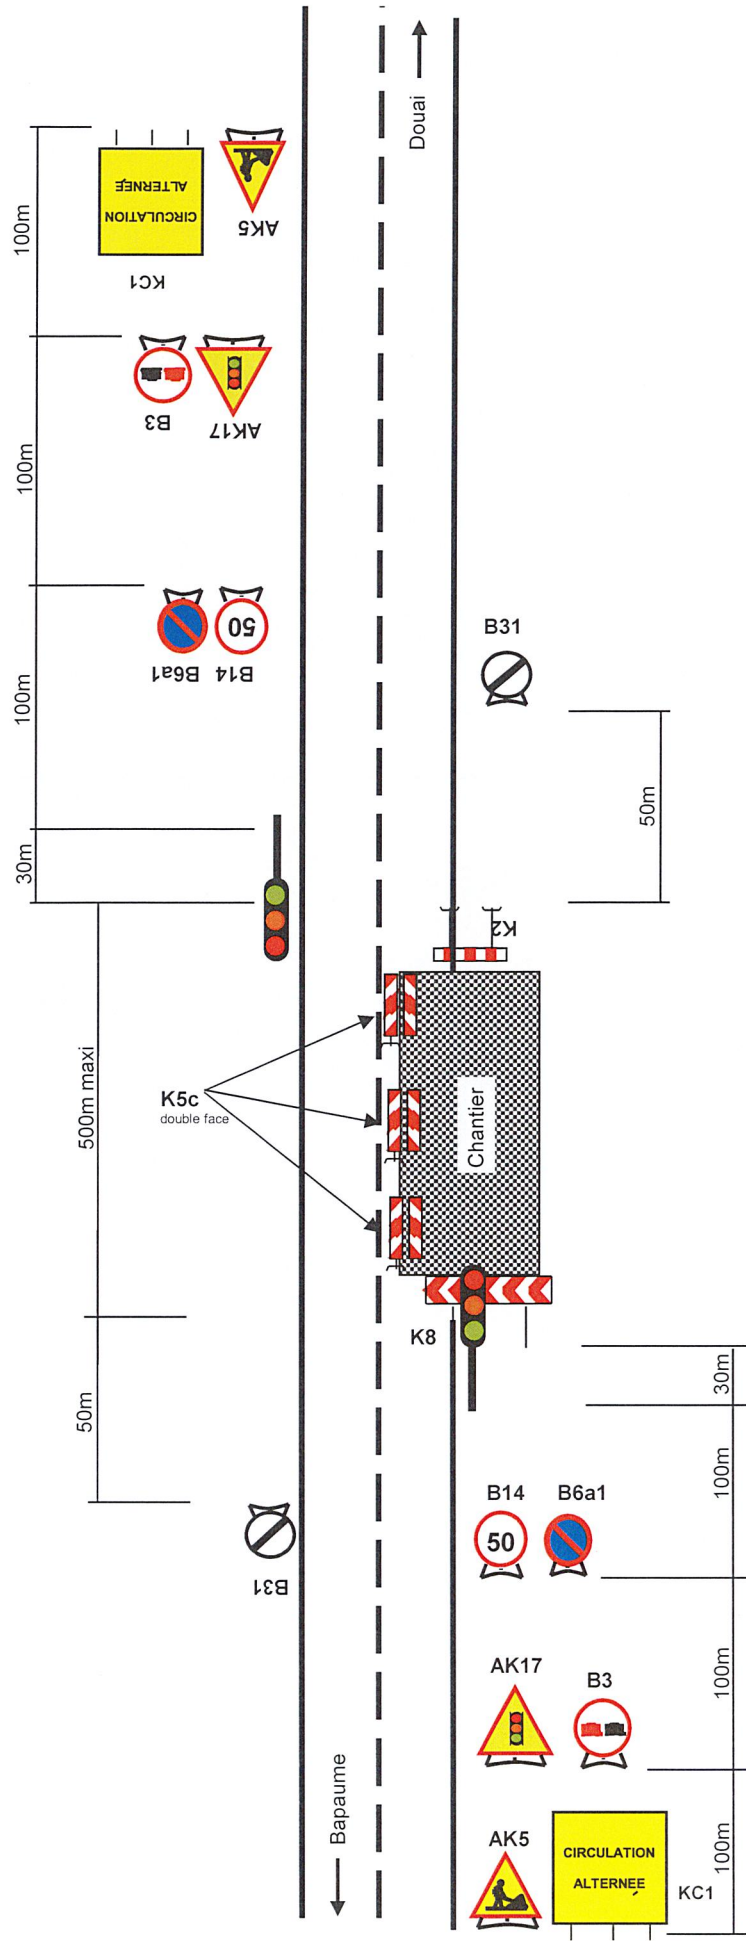 Douai
100m
CIRCULATION
ALTERNÉE
KC1
AK5
100m
B3
AK17
100m
B6a1
50
B14
B31
30m
50m
K2
500m maxi
K5c
double face
Chantier
K8
50m
B31
30m
100m
B14
B6a1
50
100m
AK17
B3
Bapaume
100m
AK5
CIRCULATION
ALTERNÉE
KC1